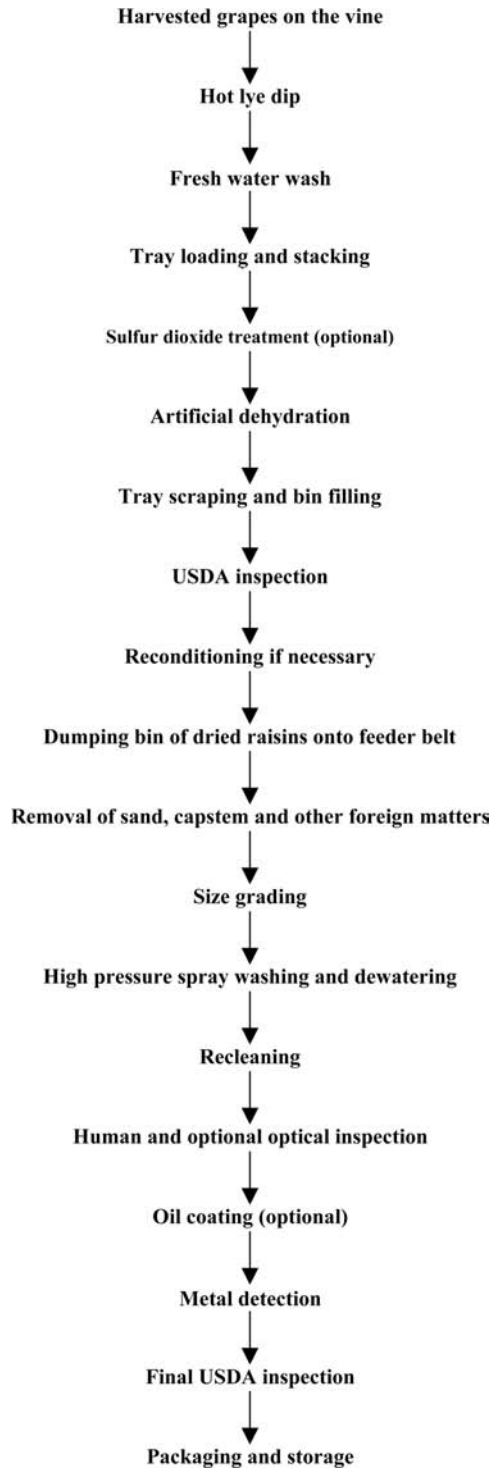 Harvested grapes on the vine
Hot lye dip
Fresh water wash
Tray loading and stacking
Sulfur dioxide treatment (optional)
Artificial dehydration
Tray scraping and bin filling
USDA inspection
Reconditioning if necessary
Dumping bin of dried raisins onto feeder belt
Removal of sand, capstem and other foreign matters
Size grading
High pressure spray washing and dewatering
Recleaning
Human and optional optical inspection
Oil coating (optional)
Metal detection
Final USDA inspection
Packaging and storage